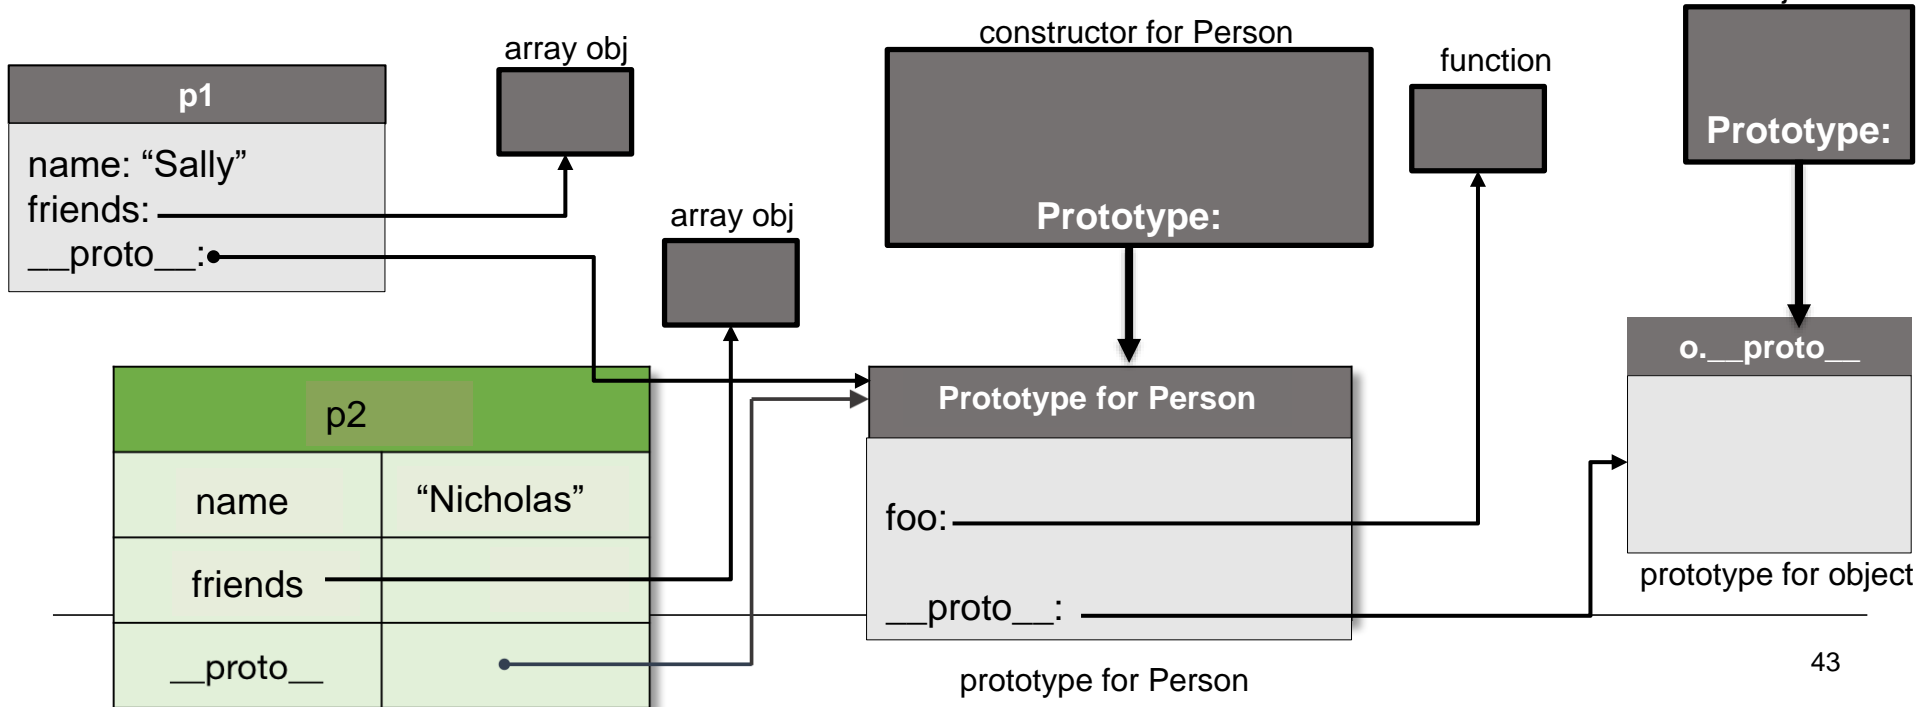 constructor for Person
array obj
function
p1
Prototype:
name: “Sally”
friends:
__proto__:
array obj
Prototype:
o.__proto__
p2
Prototype for Person
name
“Nicholas”
foo:
friends
prototype for object
__proto__:
__proto__
prototype for Person
43